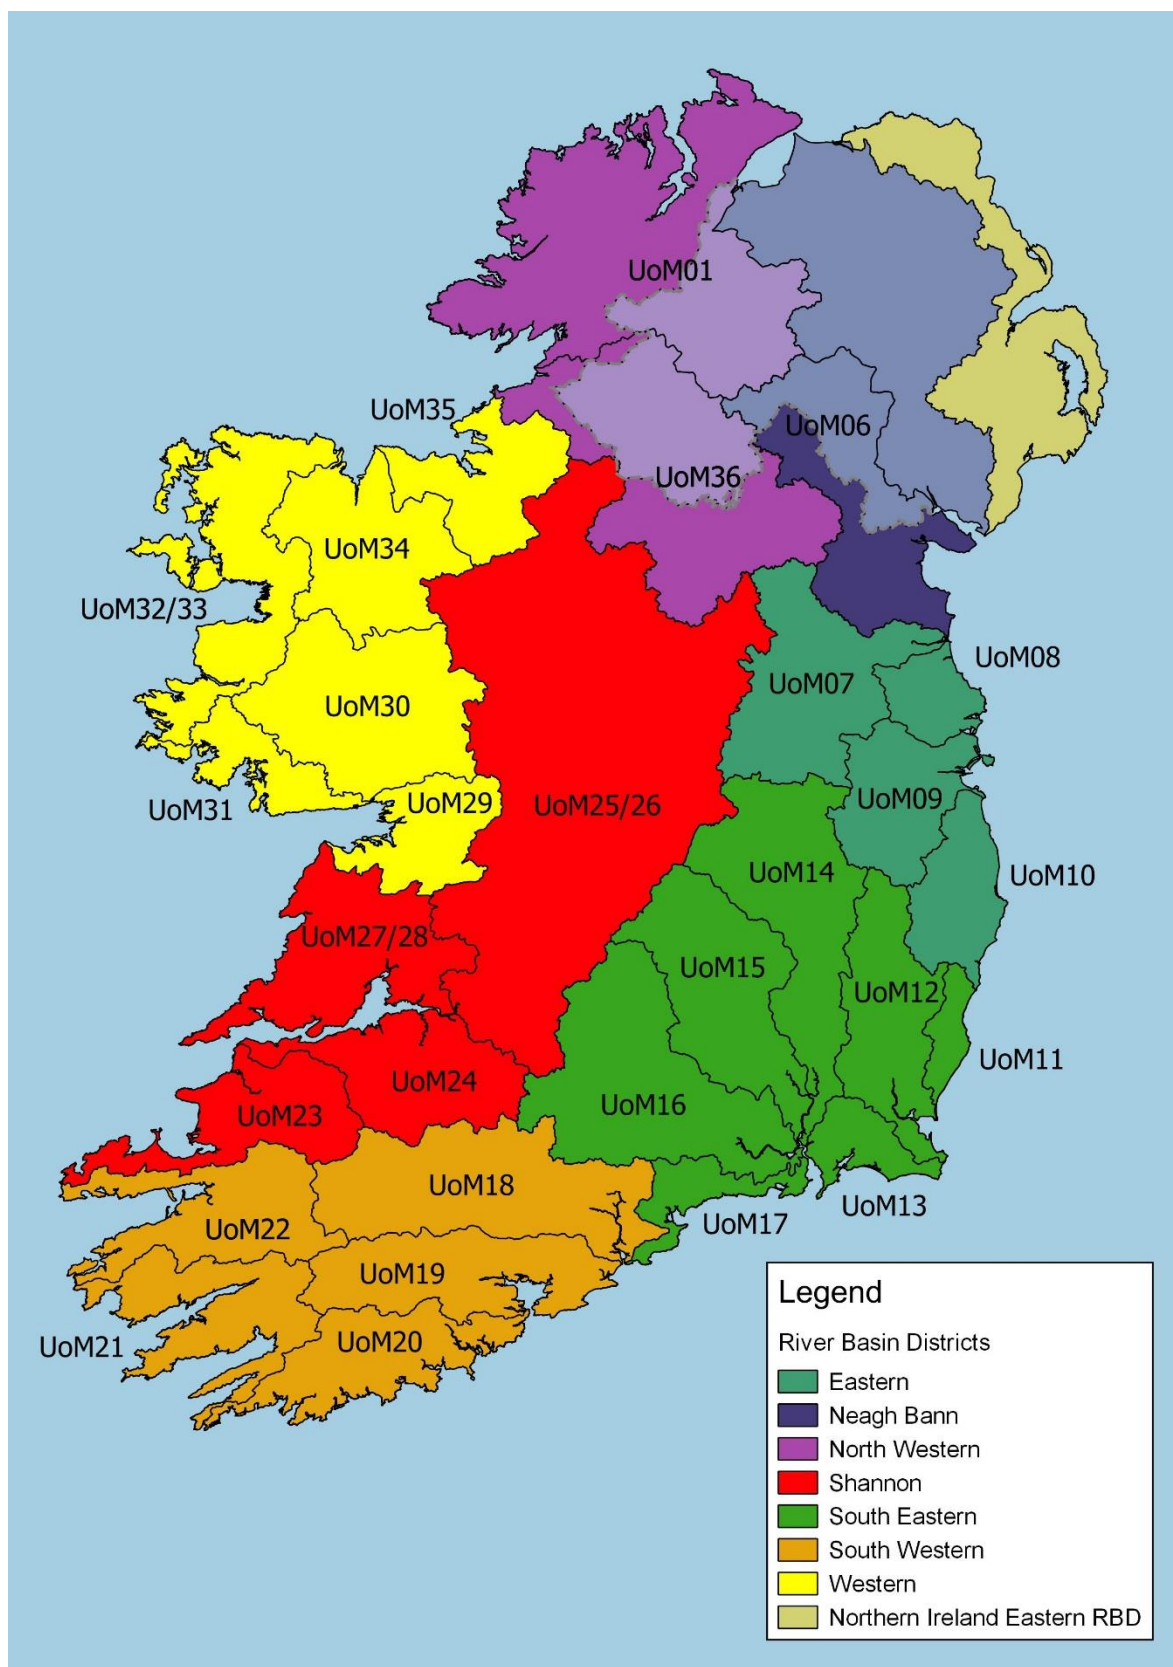 UoM01
UoM35
UoM06
UoM36
UoM34
UoM32/33
UoM08
UoM07
UoM30
UoM31
UoM29
UoM25/26
UoM09
UoM14
UoM10
UoM27/28
UoM15
UoM12
UoM11
UoM24
UoM23
UoM16
UoM18
UoM13
UoM17
UoM22
UoM19
UoM21
UoM20
Legend
River Basin Districts
Eastern
Neagh Bann
North Western
Shannon
South Eastern
South Western
Western
Northern Ireland Eastern RBD